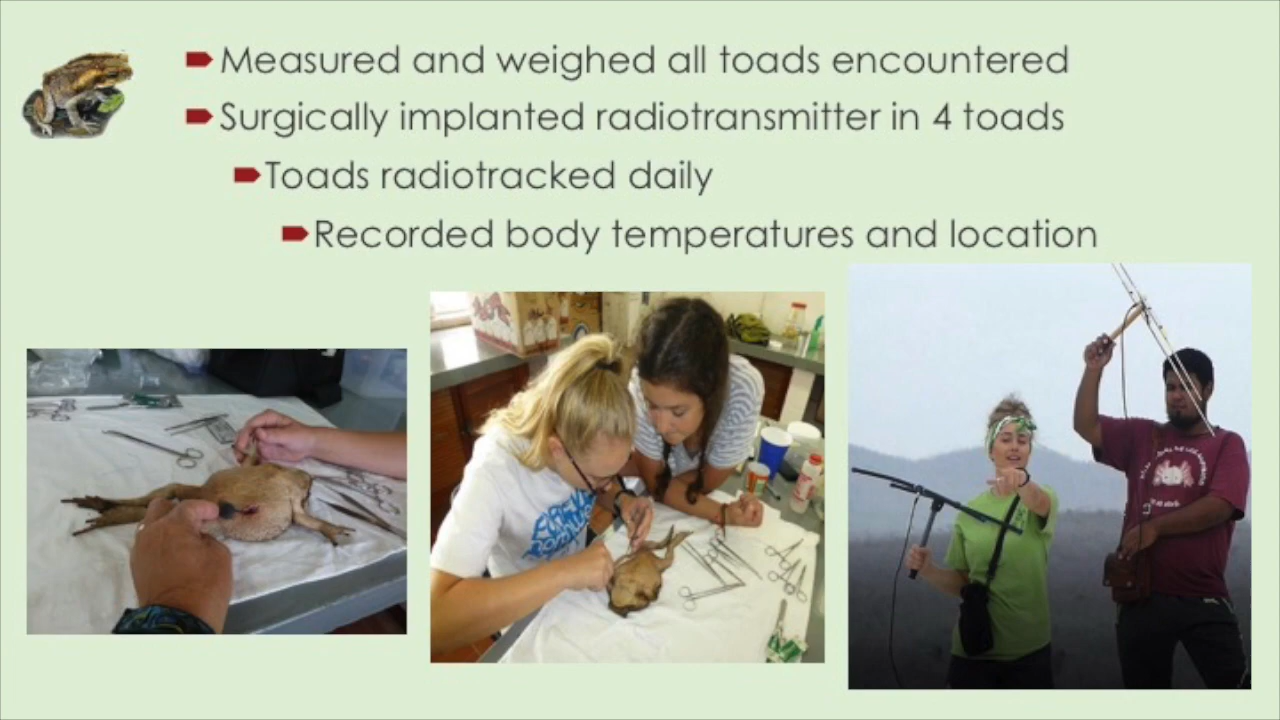 Measured and weighed all toads encountered
Surgically implanted radiotransmitter in 4 toads
Toads radiotracked daily
Recorded body temperatures and location